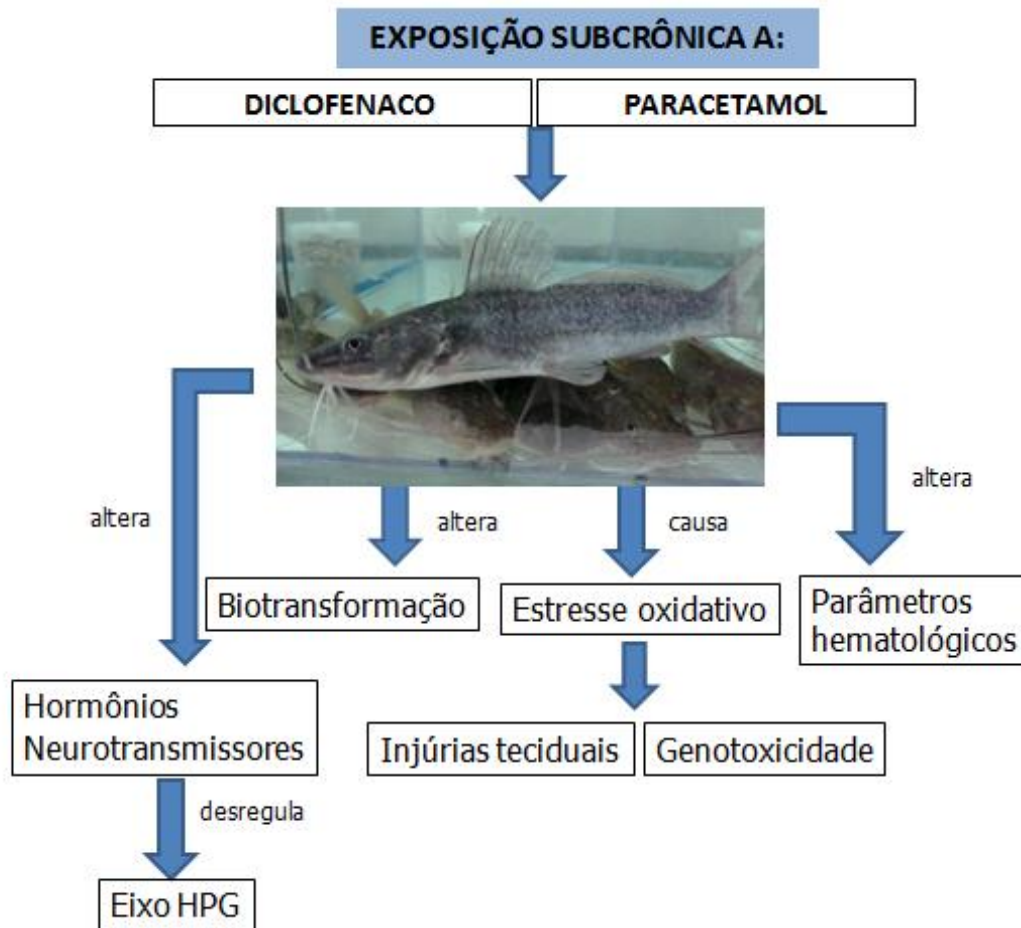 EXPOSIÇÃO SUBCRÔNICA A:
DICLOFENACO
PARACETAMOL
altera
altera
causa
altera
Biotransformação
Estresse oxidativo
Parâmetros
hematológicos
Hormônios
Neurotransmissores
Injúrias teciduais
Genotoxicidade
desregula
Eixo HPG